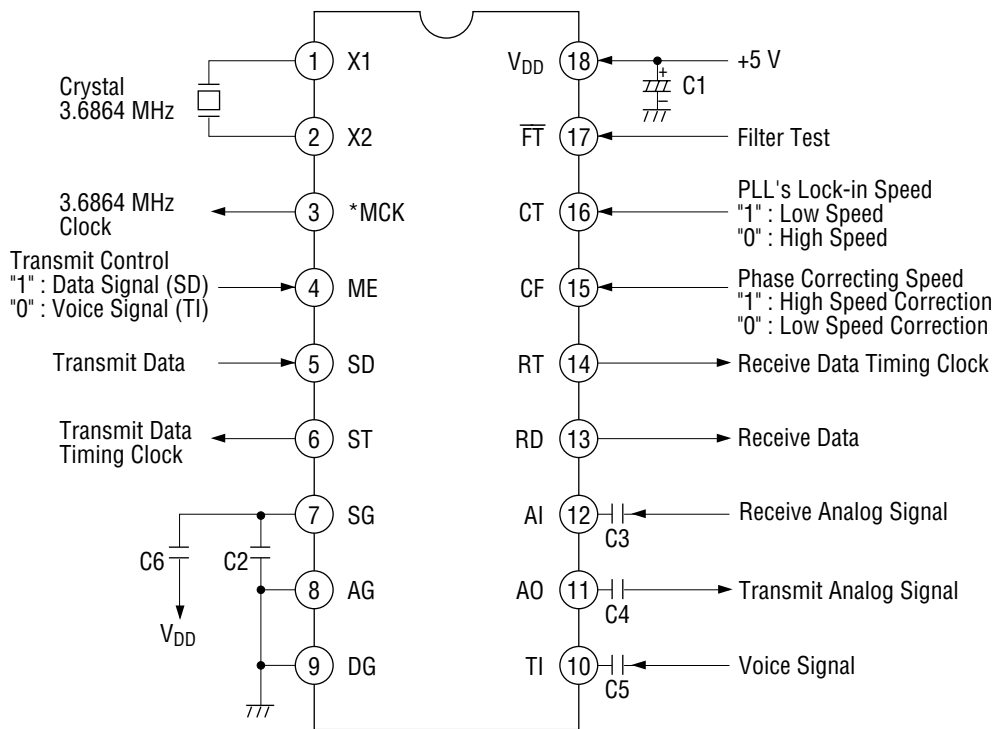 Crystal
3.6864 MHz
1 X1
2 X2
3.6864 MHz
Clock
3 *MCK
Transmit Control
"1" : Data Signal (SD)
"0" : Voice Signal (TI)
4 ME
Transmit Data
5 SD
Transmit Data
Timing Clock
6 ST
7 SG
C6
C2
VDD
8 AG
9 DG
VDD 18
+
−
C1
+5 V
FT 17
Filter Test
CT 16
PLL's Lock-in Speed
"1" : Low Speed
"0" : High Speed
CF 15
Phase Correcting Speed
"1" : High Speed Correction
"0" : Low Speed Correction
RT 14
Receive Data Timing Clock
RD 13
Receive Data
AI 12
C3
Receive Analog Signal
AO 11
C4
Transmit Analog Signal
TI 10
C5
Voice Signal